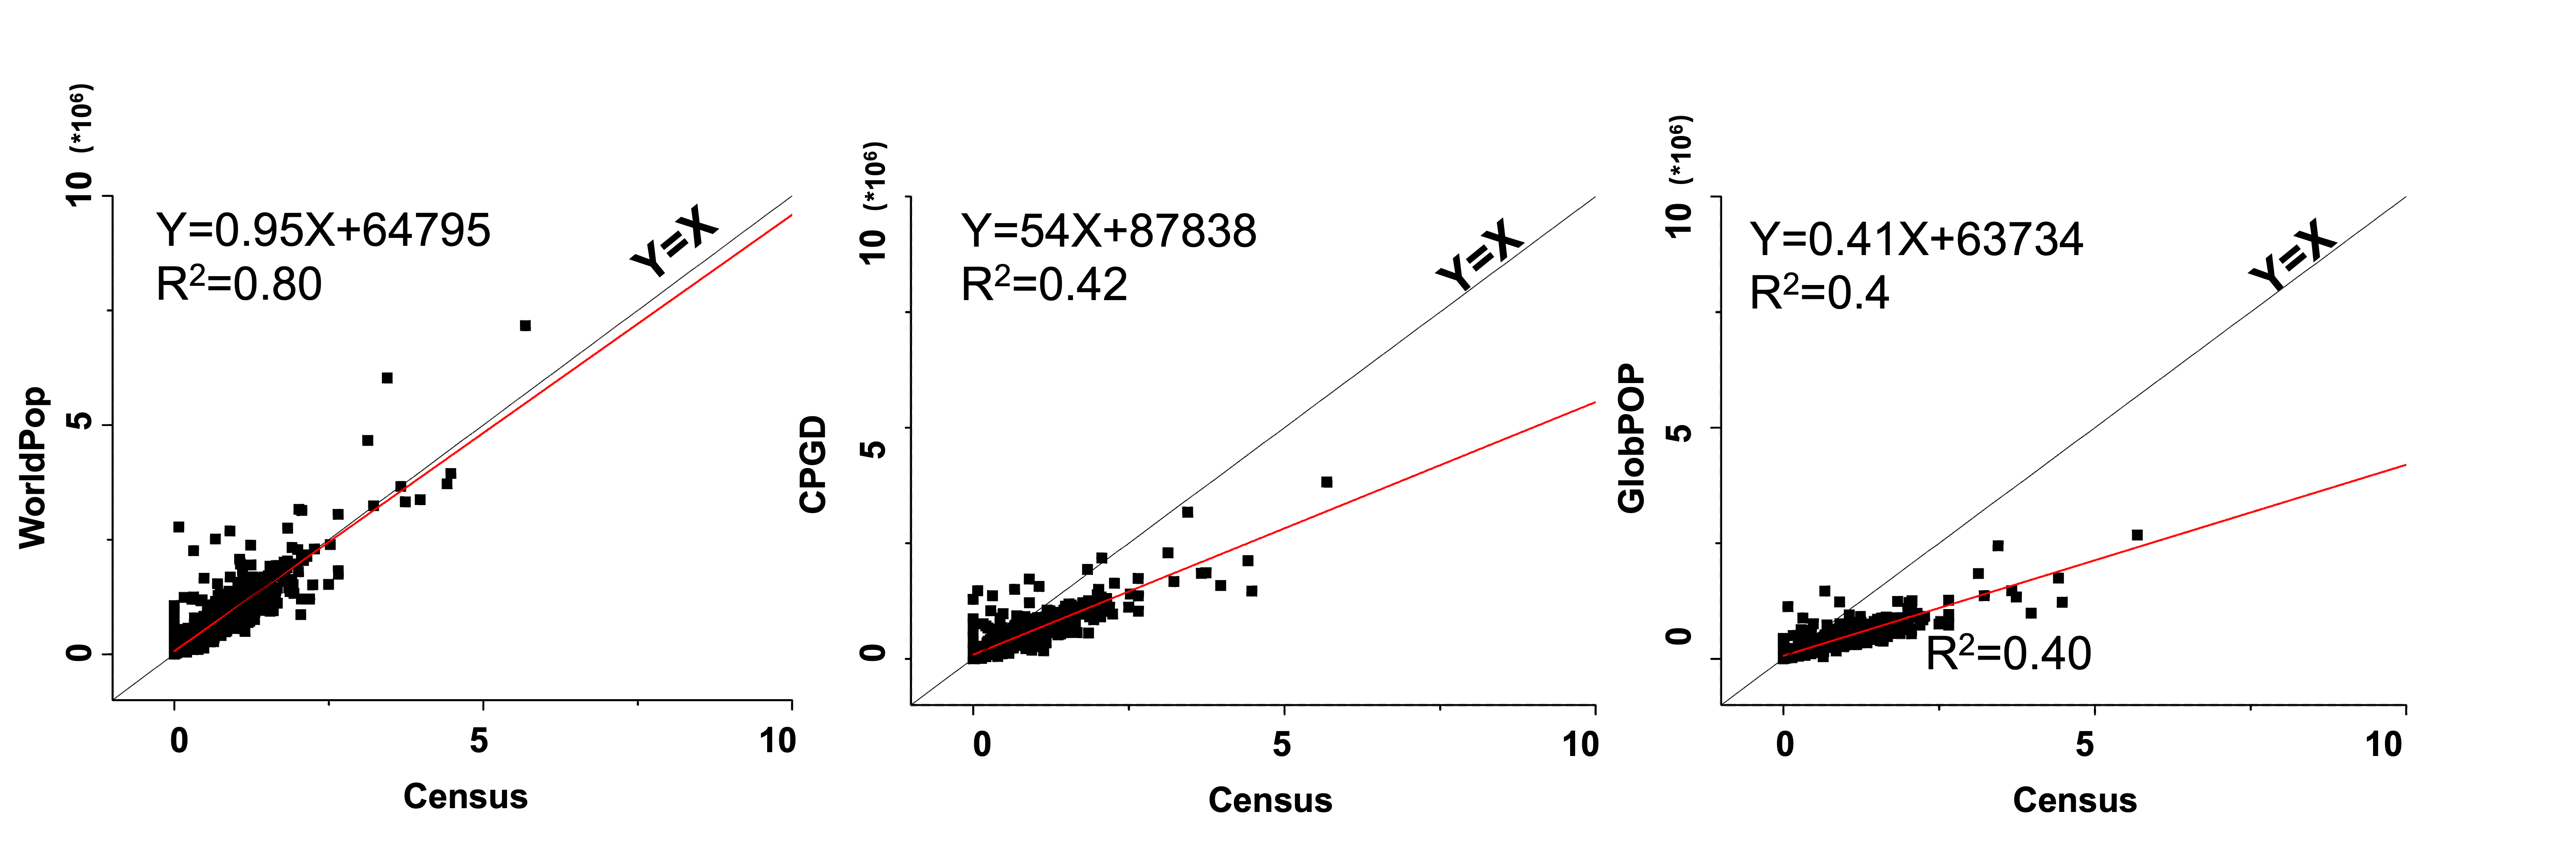 10 (*10⁶)
Y=0.95X+64795
R²=0.80
Y=X
5
WorldPop
0
0 5 10
Census
10 (*10⁶)
Y=54X+87838
R²=0.42
Y=X
5
CPGD
0
0 5 10
Census
10 (*10⁶)
Y=0.41X+63734
R²=0.4
Y=X
5
GlobPOP
0
R²=0.40
0 5 10
Census